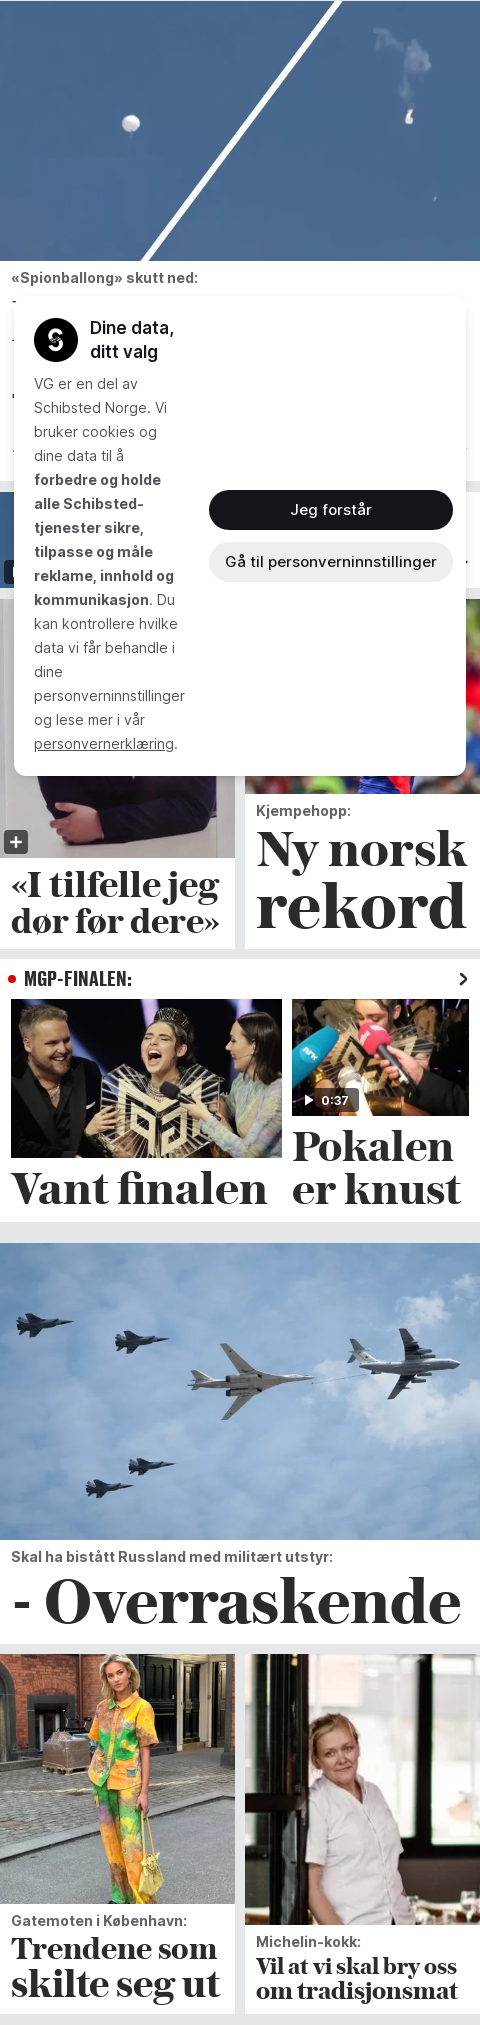 «Spionballong» skutt ned:
Dine data,
ditt valg
VG er en del av
Schibsted Norge. Vi
bruker cookies og
dine data til å
forbedre og holde
alle Schibsted-
tjenester sikre,
tilpasse og måle
reklame, innhold og
kommunikasjon. Du
kan kontrollere hvilke
data vi får behandle i
dine
personverninnstillinger
og lese mer i vår
personvernerklæring.
Jeg forstår
Gå til personverninnstillinger
«I tilfelle jeg
dør før dere»
Kjempehopp:
Ny norsk
rekord
MGP-FINALEN:
Vant finalen
NRK
0:37
Pokalen
er knust
Skal ha bistått Russland med militært utstyr:
- Overraskende
Gatemoten i København:
Trendene som
skilte seg ut
Michelin-kokk:
Vil at vi skal bry oss
om tradisjonsmat